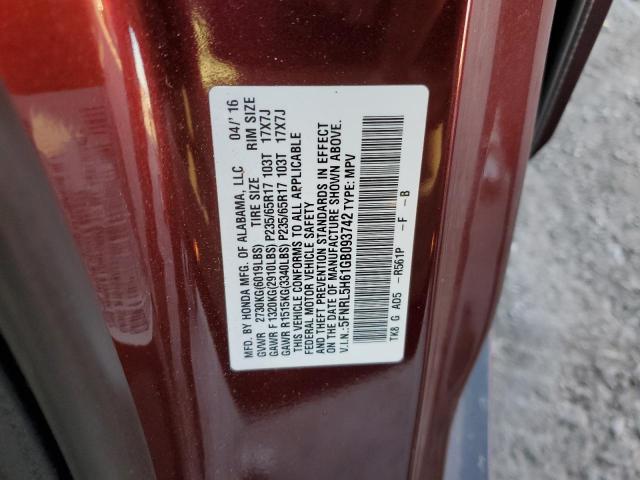 MFD. BY HONDA MFG. OF ALABAMA, LLC 04/'16
GVWR 2730KG(6019LBS) TIRE SIZE RIM SIZE
GAWR F 1320KG(2910LBS) P235/65R17 103T 17X7J
GAWR R1515KG(3340LBS) P235/65R17 103T 17X7J
THIS VEHICLE CONFORMS TO ALL APPLICABLE
FEDERAL MOTOR VEHICLE SAFETY
AND THEFT PREVENTION STANDARDS IN EFFECT
ON THE DATE OF MANUFACTURE SHOWN ABOVE.
V.I.N.:5FNRL5H61GB093742 TYPE: MPV
TK8 G AD5 -R561P -F -B